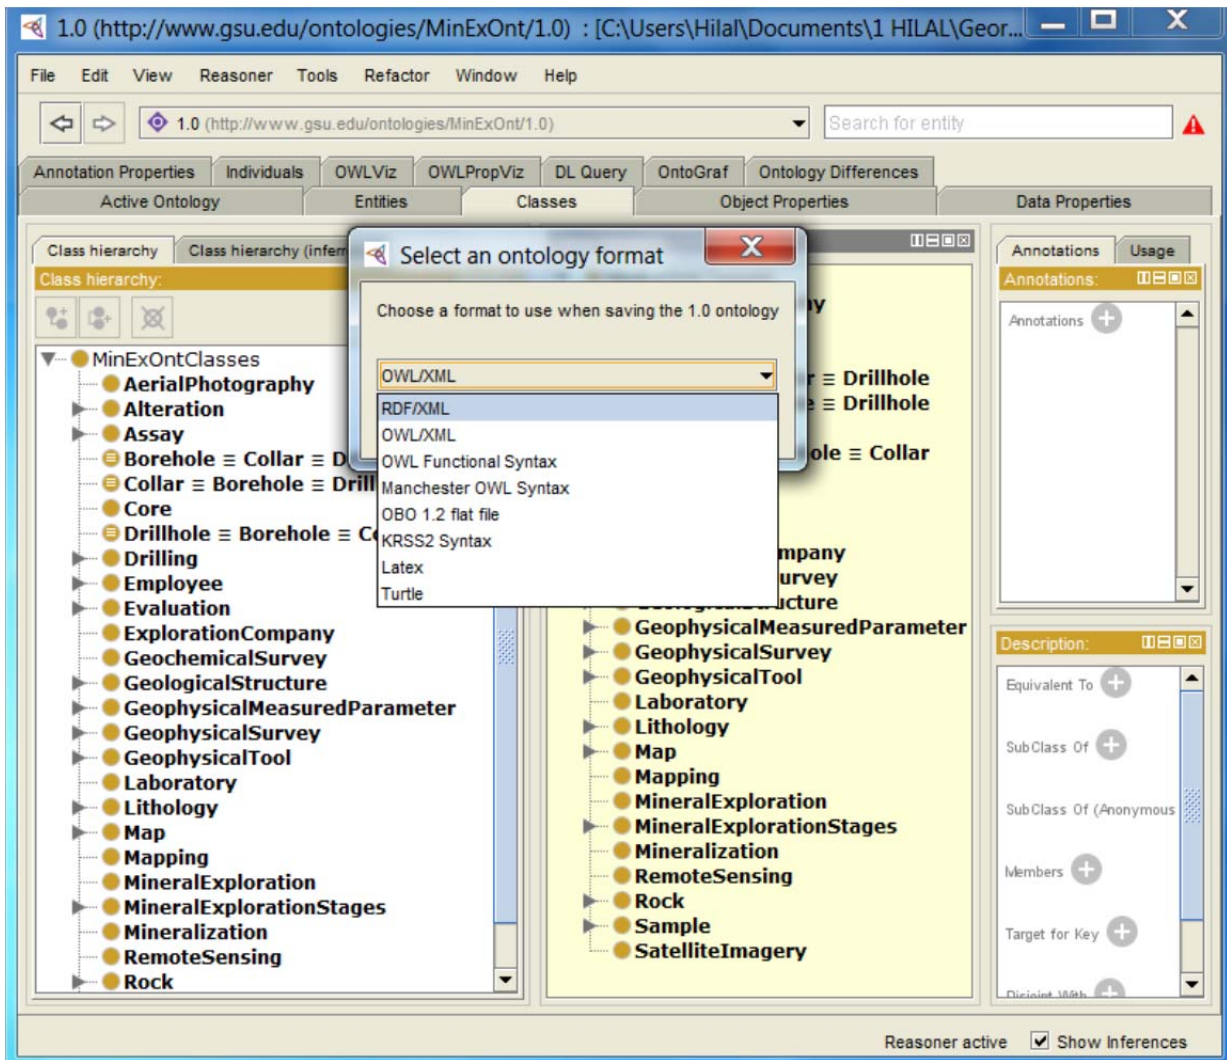 1.0 (http://www.gsu.edu/ontologies/MinExOnt/1.0) : [C:\Users\Hilal\Documents\1 HILAL\Geor...
File Edit View Reasoner Tools Refactor Window Help
1.0 (http://www.gsu.edu/ontologies/MinExOnt/1.0)
Search for entity
Annotation Properties Individuals OWLViz OWLPropViz DL Query OntoGraf Ontology Differences
Active Ontology Entities Classes Object Properties Data Properties
Class hierarchy Class hierarchy (inferr
Class hierarchy:
MinExOntClasses
AerialPhotography
Alteration
Assay
Borehole ≡ Collar ≡ D
Collar ≡ Borehole ≡ Drill
Core
Drillhole ≡ Borehole ≡ Co
Drilling
Employee
Evaluation
ExplorationCompany
GeochemicalSurvey
GeologicalStructure
GeophysicalMeasuredParameter
GeophysicalSurvey
GeophysicalTool
Laboratory
Lithology
Map
Mapping
MineralExploration
MineralExplorationStages
Mineralization
RemoteSensing
Rock
Select an ontology format
Choose a format to use when saving the 1.0 ontology
OWL/XML
RDF/XML
OWL/XML
OWL Functional Syntax
Manchester OWL Syntax
OBO 1.2 flat file
KRSS2 Syntax
Latex
Turtle
hy
r ≡ Drillhole
e ≡ Drillhole
ole ≡ Collar
mpany
urvey
GeologicalStructure
GeophysicalMeasuredParameter
GeophysicalSurvey
GeophysicalTool
Laboratory
Lithology
Map
Mapping
MineralExploration
MineralExplorationStages
Mineralization
RemoteSensing
Rock
Sample
SatelliteImagery
Annotations Usage
Annotations:
Annotations
Description:
Equivalent To
SubClass Of
SubClass Of (Anonymous
Members
Target for Key
Disjoint With
Reasoner active Show Inferences